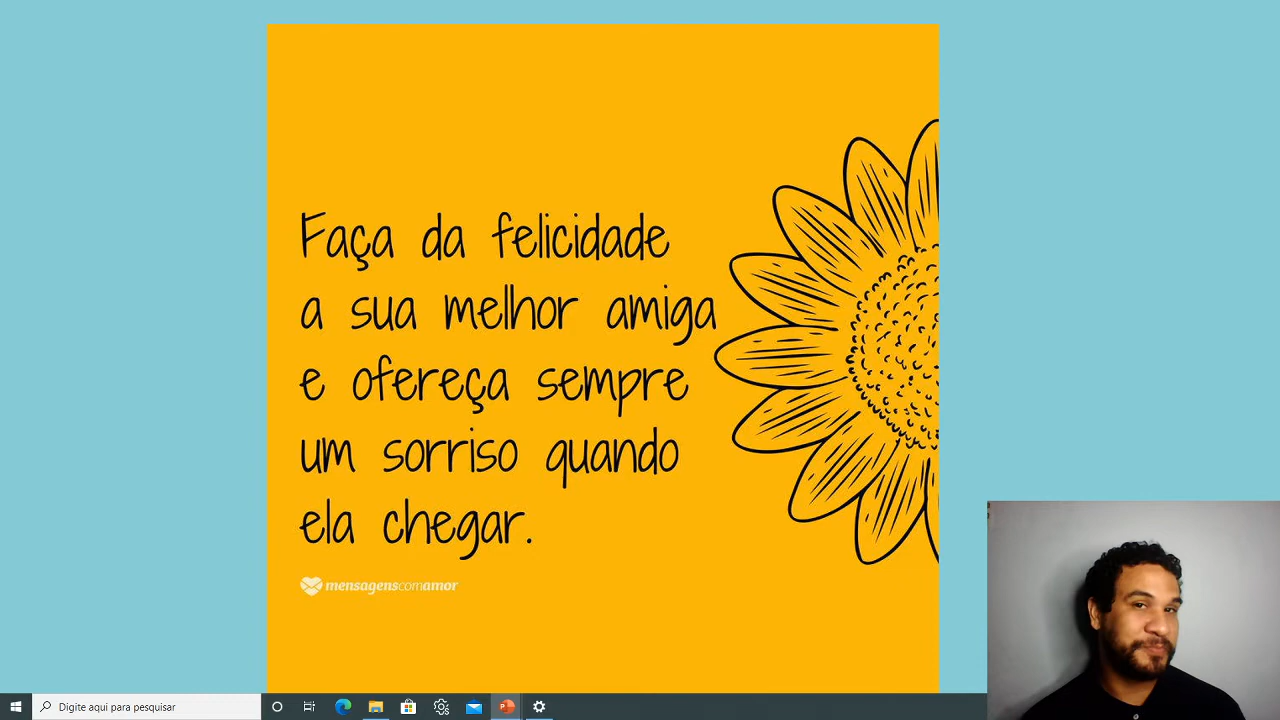 Faça da felicidade
a sua melhor amiga
e ofereça sempre
um sorriso quando
ela chegar.
mensagenscomamor
Digite aqui para pesquisar